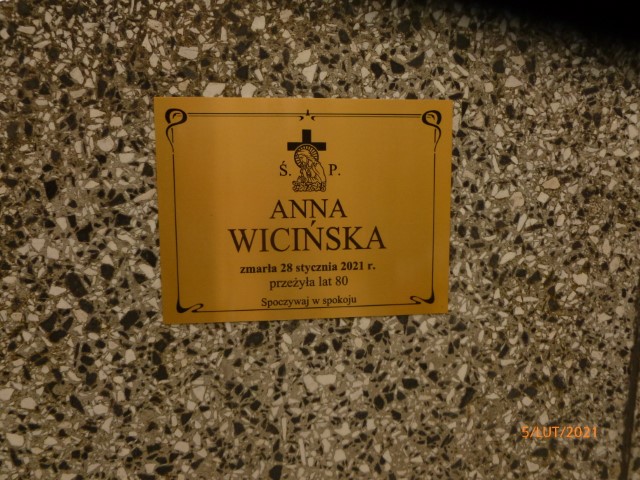 Ś. P.
ANNA
WICIŃSKA
zmarła 28 stycznia 2021 r.
przeżyła lat 80
Spoczywaj w spokoju
5/LUT/2021